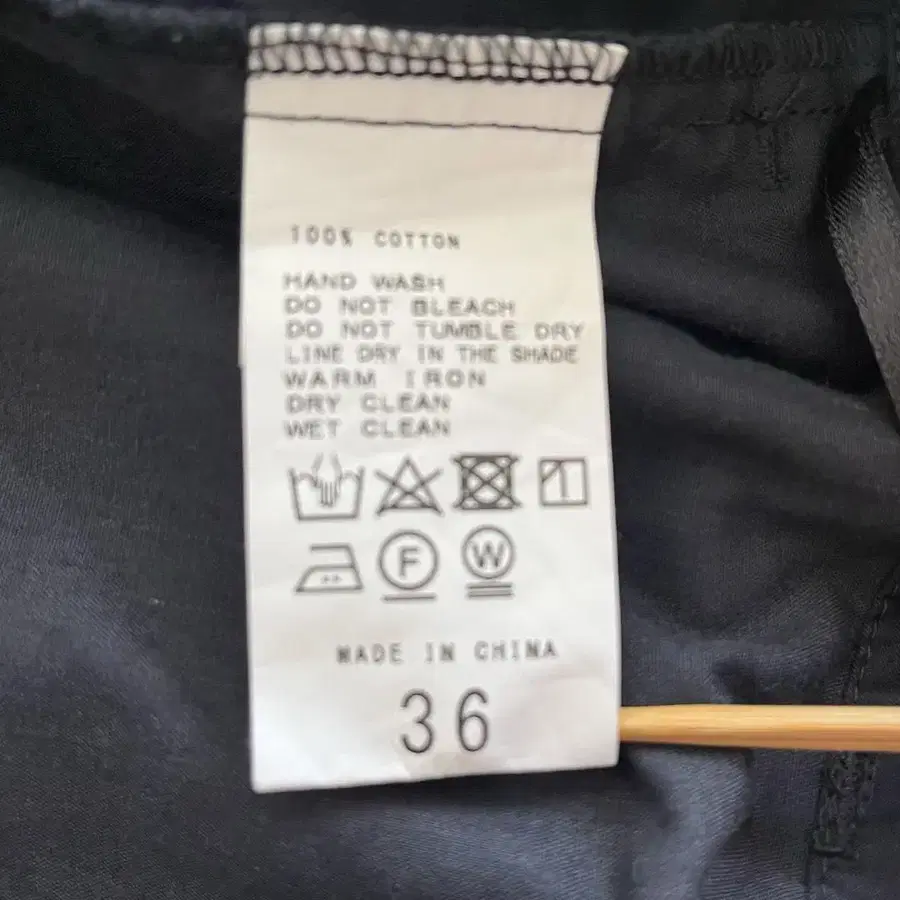 100% COTTON
HAND WASH
DO NOT BLEACH
DO NOT TUMBLE DRY
LINE DRY IN THE SHADE
WARM IRON
DRY CLEAN
WET CLEAN
F W
MADE IN CHINA
36